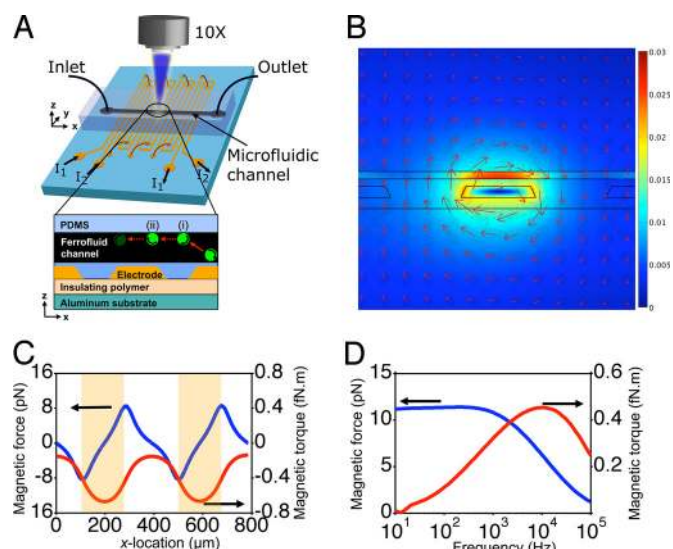 A
10X
Inlet
Outlet
z
y
x
Microfluidic
channel
I1
I2
I1
I2
PDMS
(ii)
(i)
Ferrofluid
channel
Electrode
Insulating polymer
Aluminum substrate
z
x
B
0.03
0.025
0.02
0.015
0.01
0.005
0
C
Magnetic force (pN)
16
8
0
-8
16
0.8
0.4
0
-0.4
-0.8
Magnetic torque (fN.m)
0
200
400
600
800
x-location (μm)
D
Magnetic force (pN)
15
10
5
0
0.6
0.4
0.2
0
Magnetic torque (fN.m)
10^1
10^2
10^3
10^4
10^5
Frequency (Hz)